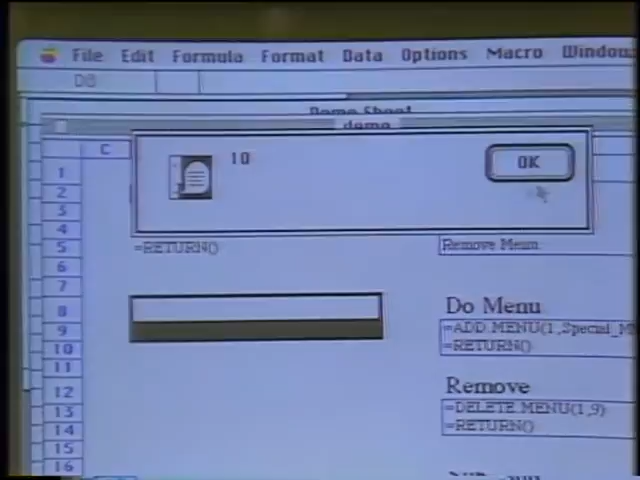 File Edit Formula Format Data Options Macro Window
D8
Demo Sheet
demo
10
OK
C
1
2
3
4
5 =RETURN() Remove Menu
6
7
8 Do Menu
9 =ADD.MENU(1,Special_M
10 =RETURN()
11
12 Remove
13 =DELETE.MENU(1,9)
14 =RETURN()
15
16